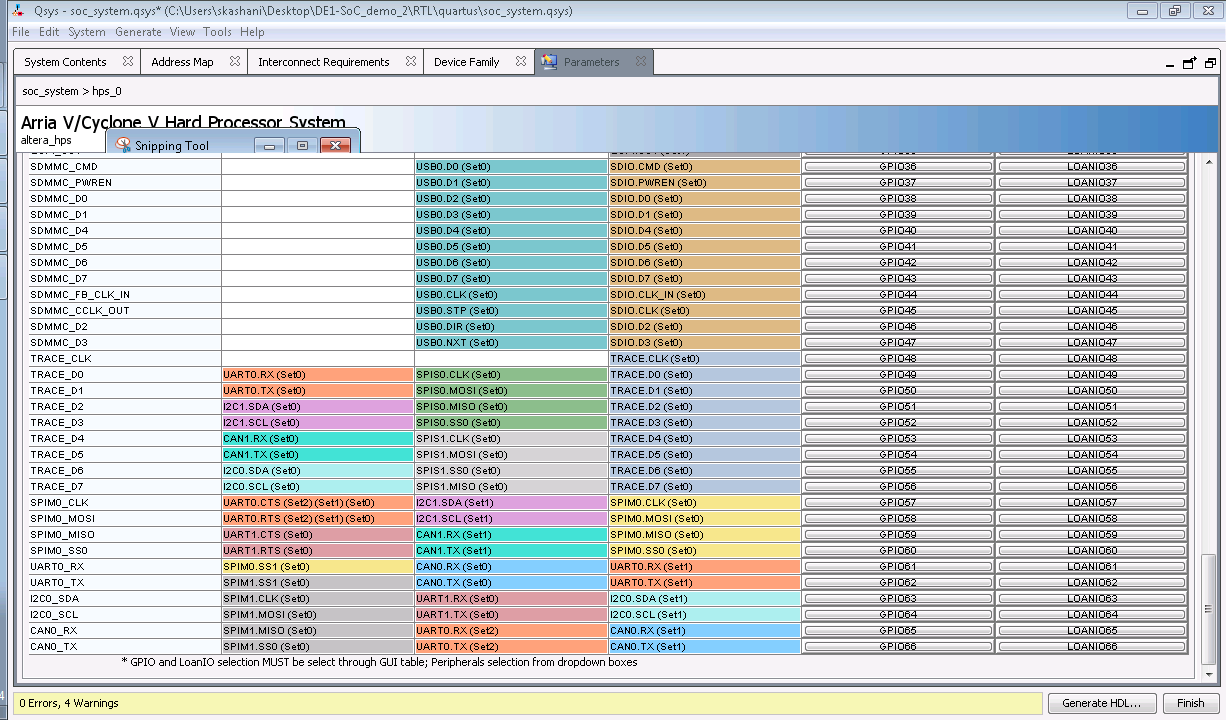 Qsys - soc_system.qsys* (C:\Users\skashani\Desktop\DE1-SoC_demo_2\RTL\quartus\soc_system.qsys)
File Edit System Generate View Tools Help
System Contents Address Map Interconnect Requirements Device Family Parameters
soc_system > hps_0
Arria V/Cyclone V Hard Processor System
altera_hps
Snipping Tool
SDMMC_CMD USB0.D0 (Set0) SDIO.CMD (Set0) GPIO36 LOANIO36
SDMMC_PWREN USB0.D1 (Set0) SDIO.PWREN (Set0) GPIO37 LOANIO37
SDMMC_D0 USB0.D2 (Set0) SDIO.D0 (Set0) GPIO38 LOANIO38
SDMMC_D1 USB0.D3 (Set0) SDIO.D1 (Set0) GPIO39 LOANIO39
SDMMC_D4 USB0.D4 (Set0) SDIO.D4 (Set0) GPIO40 LOANIO40
SDMMC_D5 USB0.D5 (Set0) SDIO.D5 (Set0) GPIO41 LOANIO41
SDMMC_D6 USB0.D6 (Set0) SDIO.D6 (Set0) GPIO42 LOANIO42
SDMMC_D7 USB0.D7 (Set0) SDIO.D7 (Set0) GPIO43 LOANIO43
SDMMC_FB_CLK_IN USB0.CLK (Set0) SDIO.CLK_IN (Set0) GPIO44 LOANIO44
SDMMC_CCLK_OUT USB0.STP (Set0) SDIO.CLK (Set0) GPIO45 LOANIO45
SDMMC_D2 USB0.DIR (Set0) SDIO.D2 (Set0) GPIO46 LOANIO46
SDMMC_D3 USB0.NXT (Set0) SDIO.D3 (Set0) GPIO47 LOANIO47
TRACE_CLK TRACE.CLK (Set0) GPIO48 LOANIO48
TRACE_D0 UART0.RX (Set0) SPIS0.CLK (Set0) TRACE.D0 (Set0) GPIO49 LOANIO49
TRACE_D1 UART0.TX (Set0) SPIS0.MOSI (Set0) TRACE.D1 (Set0) GPIO50 LOANIO50
TRACE_D2 I2C1.SDA (Set0) SPIS0.MISO (Set0) TRACE.D2 (Set0) GPIO51 LOANIO51
TRACE_D3 I2C1.SCL (Set0) SPIS0.SS0 (Set0) TRACE.D3 (Set0) GPIO52 LOANIO52
TRACE_D4 CAN1.RX (Set0) SPIS1.CLK (Set0) TRACE.D4 (Set0) GPIO53 LOANIO53
TRACE_D5 CAN1.TX (Set0) SPIS1.MOSI (Set0) TRACE.D5 (Set0) GPIO54 LOANIO54
TRACE_D6 I2C0.SDA (Set0) SPIS1.SS0 (Set0) TRACE.D6 (Set0) GPIO55 LOANIO55
TRACE_D7 I2C0.SCL (Set0) SPIS1.MISO (Set0) TRACE.D7 (Set0) GPIO56 LOANIO56
SPIM0_CLK UART0.CTS (Set2) (Set1) (Set0) I2C1.SDA (Set1) SPIM0.CLK (Set0) GPIO57 LOANIO57
SPIM0_MOSI UART0.RTS (Set2) (Set1) (Set0) I2C1.SCL (Set1) SPIM0.MOSI (Set0) GPIO58 LOANIO58
SPIM0_MISO UART1.CTS (Set0) CAN1.RX (Set1) SPIM0.MISO (Set0) GPIO59 LOANIO59
SPIM0_SS0 UART1.RTS (Set0) CAN1.TX (Set1) SPIM0.SS0 (Set0) GPIO60 LOANIO60
UART0_RX SPIM0.SS1 (Set0) CAN0.RX (Set0) UART0.RX (Set1) GPIO61 LOANIO61
UART0_TX SPIM1.SS1 (Set0) CAN0.TX (Set0) UART0.TX (Set1) GPIO62 LOANIO62
I2C0_SDA SPIM1.CLK (Set0) UART1.RX (Set0) I2C0.SDA (Set1) GPIO63 LOANIO63
I2C0_SCL SPIM1.MOSI (Set0) UART1.TX (Set0) I2C0.SCL (Set1) GPIO64 LOANIO64
CAN0_RX SPIM1.MISO (Set0) UART0.RX (Set2) CAN0.RX (Set1) GPIO65 LOANIO65
CAN0_TX SPIM1.SS0 (Set0) UART0.TX (Set2) CAN0.TX (Set1) GPIO66 LOANIO66
* GPIO and LoanIO selection MUST be select through GUI table; Peripherals selection from dropdown boxes
0 Errors, 4 Warnings Generate HDL... Finish